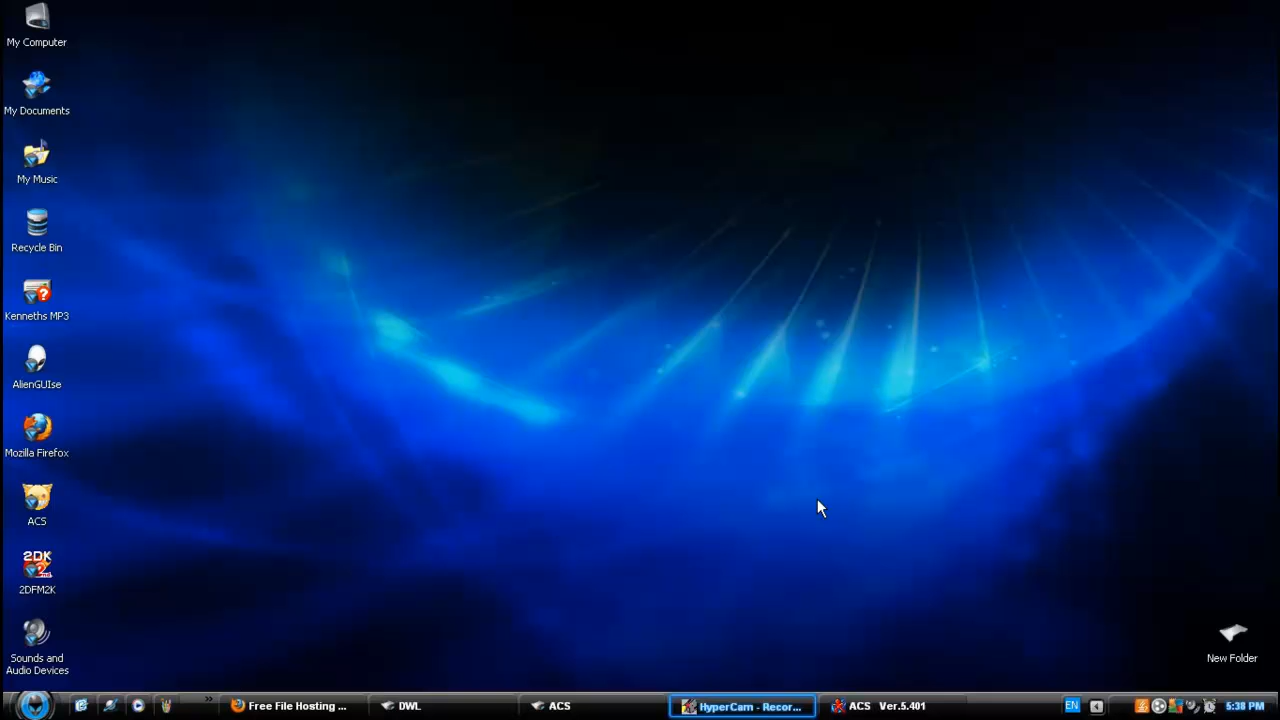 My Computer
My Documents
My Music
Recycle Bin
Kenneths MP3
AlienGUIse
Mozilla Firefox
ACS
2DK
2DFM2K
Sounds and
Audio Devices
New Folder
Free File Hosting ...
DWL
ACS
HyperCam - Recor...
ACS Ver.5.401
EN
5:38 PM